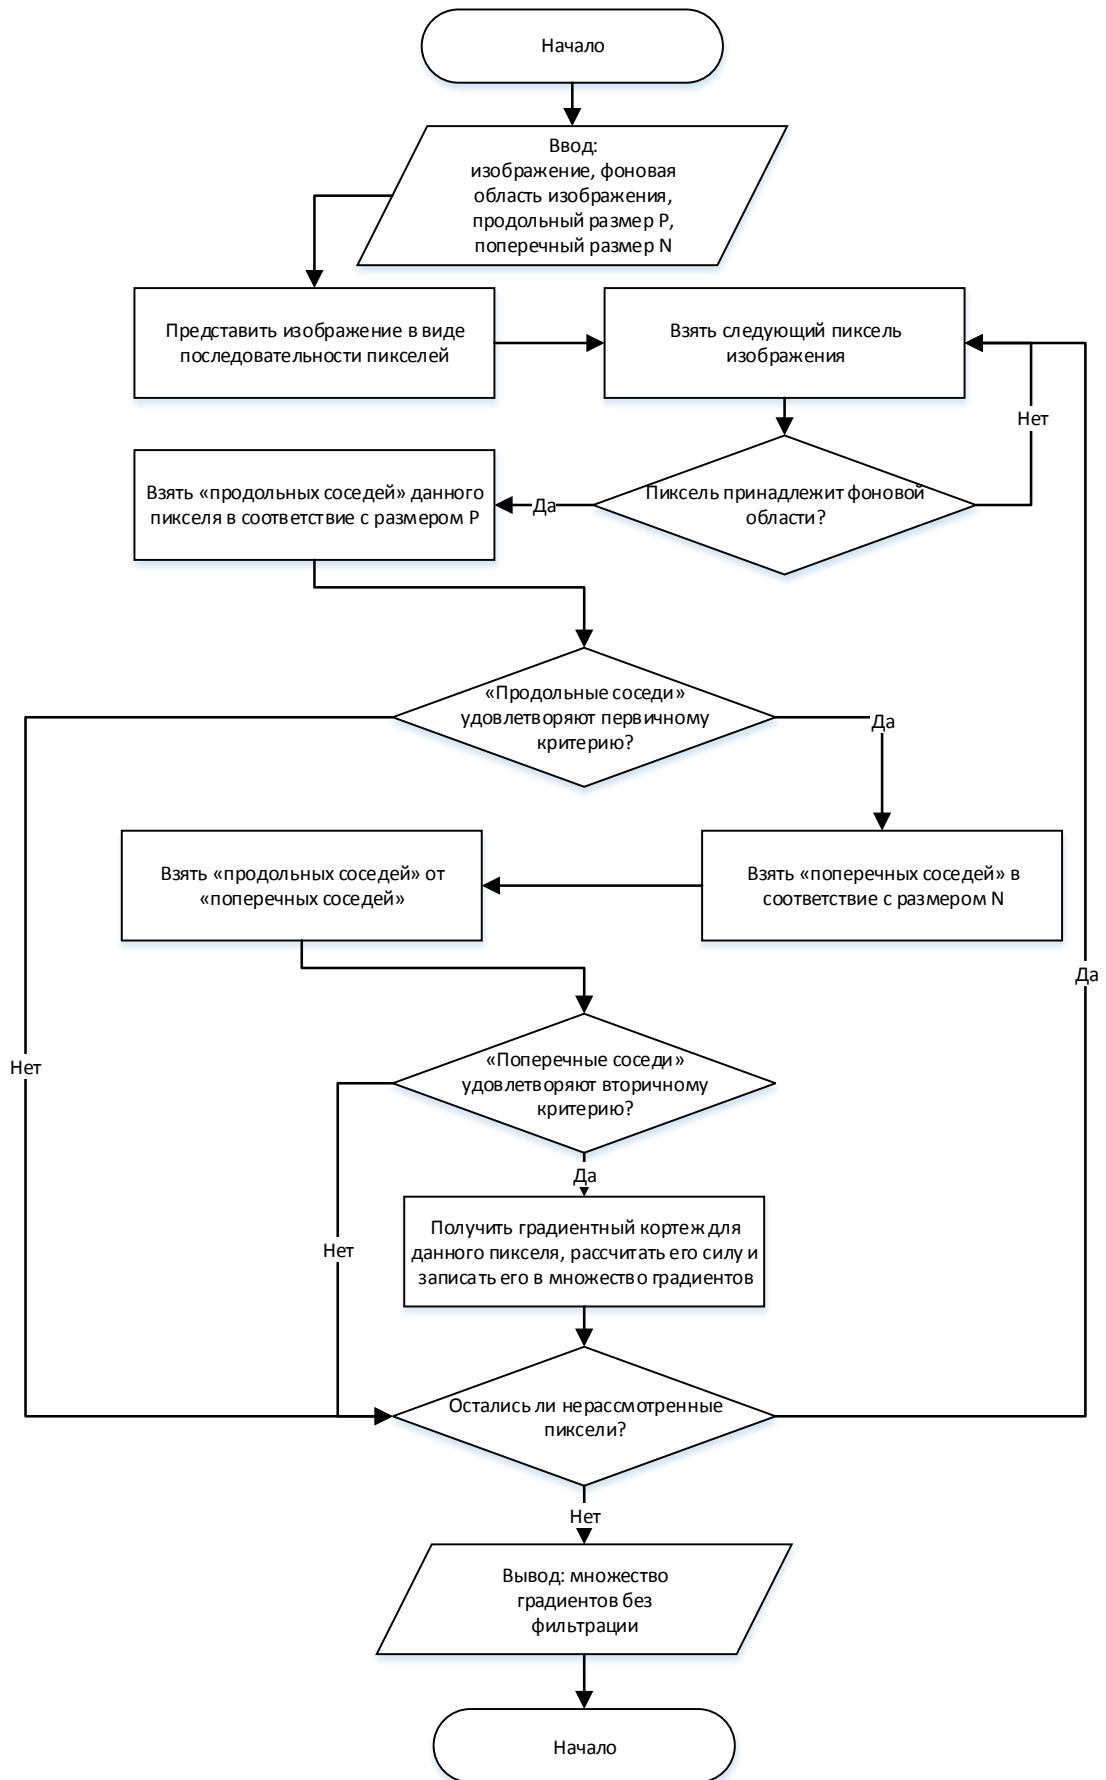 Начало
Ввод:
изображение, фоновая
область изображения,
продольный размер P,
поперечный размер N
Представить изображение в виде
последовательности пикселей
Взять следующий пиксель
изображения
Нет
Взять «продольных соседей» данного
пикселя в соответствие с размером P
Да
Пиксель принадлежит фоновой
области?
«Продольные соседи»
удовлетворяют первичному
критерию?
Да
Взять «продольных соседей» от
«поперечных соседей»
Взять «поперечных соседей» в
соответствие с размером N
Да
Нет
«Поперечные соседи»
удовлетворяют вторичному
критерию?
Да
Нет
Получить градиентный кортеж для
данного пикселя, рассчитать его силу и
записать его в множество градиентов
Остались ли нерассмотренные
пиксели?
Нет
Вывод: множество
градиентов без
фильтрации
Начало